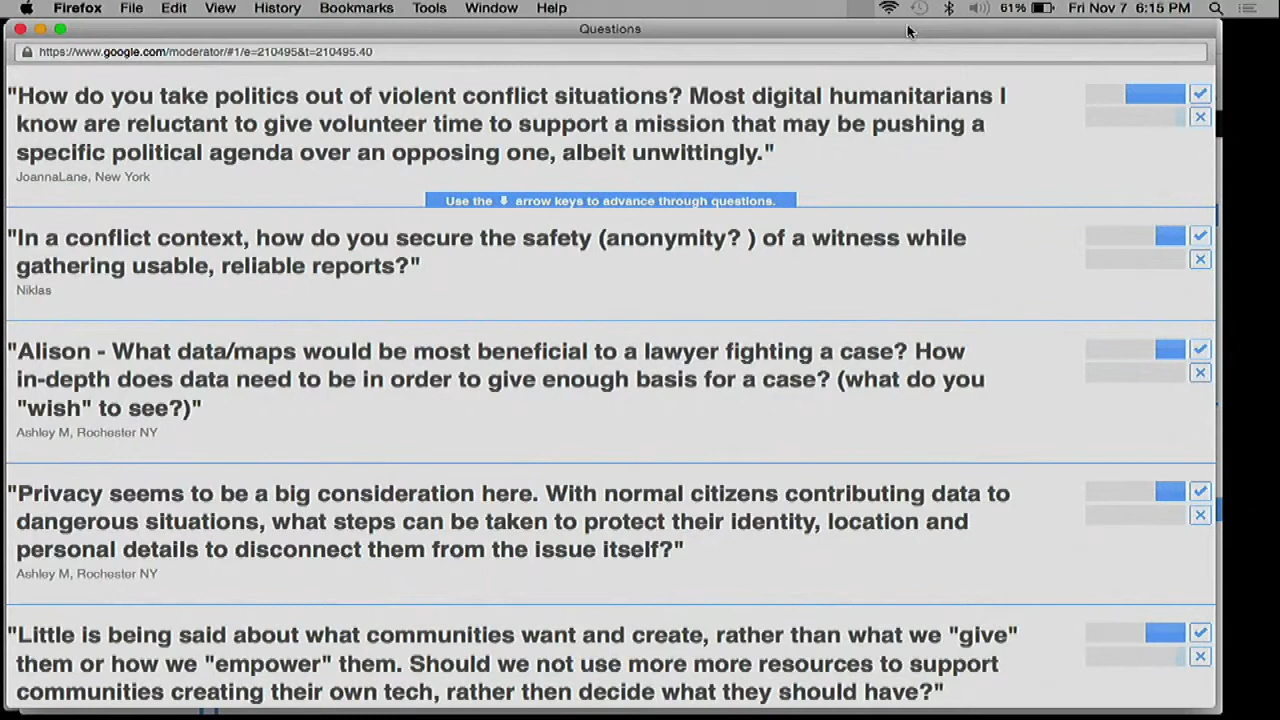 Firefox File Edit View History Bookmarks Tools Window Help 61% Fri Nov 7 6:15 PM
Questions
https://www.google.com/moderator/#1/e=210495&t=210495.40
"How do you take politics out of violent conflict situations? Most digital humanitarians I
know are reluctant to give volunteer time to support a mission that may be pushing a
specific political agenda over an opposing one, albeit unwittingly."
JoannaLane, New York
Use the ⬇ arrow keys to advance through questions.
"In a conflict context, how do you secure the safety (anonymity? ) of a witness while
gathering usable, reliable reports?"
Niklas
"Alison - What data/maps would be most beneficial to a lawyer fighting a case? How
in-depth does data need to be in order to give enough basis for a case? (what do you
"wish" to see?)"
Ashley M, Rochester NY
"Privacy seems to be a big consideration here. With normal citizens contributing data to
dangerous situations, what steps can be taken to protect their identity, location and
personal details to disconnect them from the issue itself?"
Ashley M, Rochester NY
"Little is being said about what communities want and create, rather than what we "give"
them or how we "empower" them. Should we not use more more resources to support
communities creating their own tech, rather then decide what they should have?"